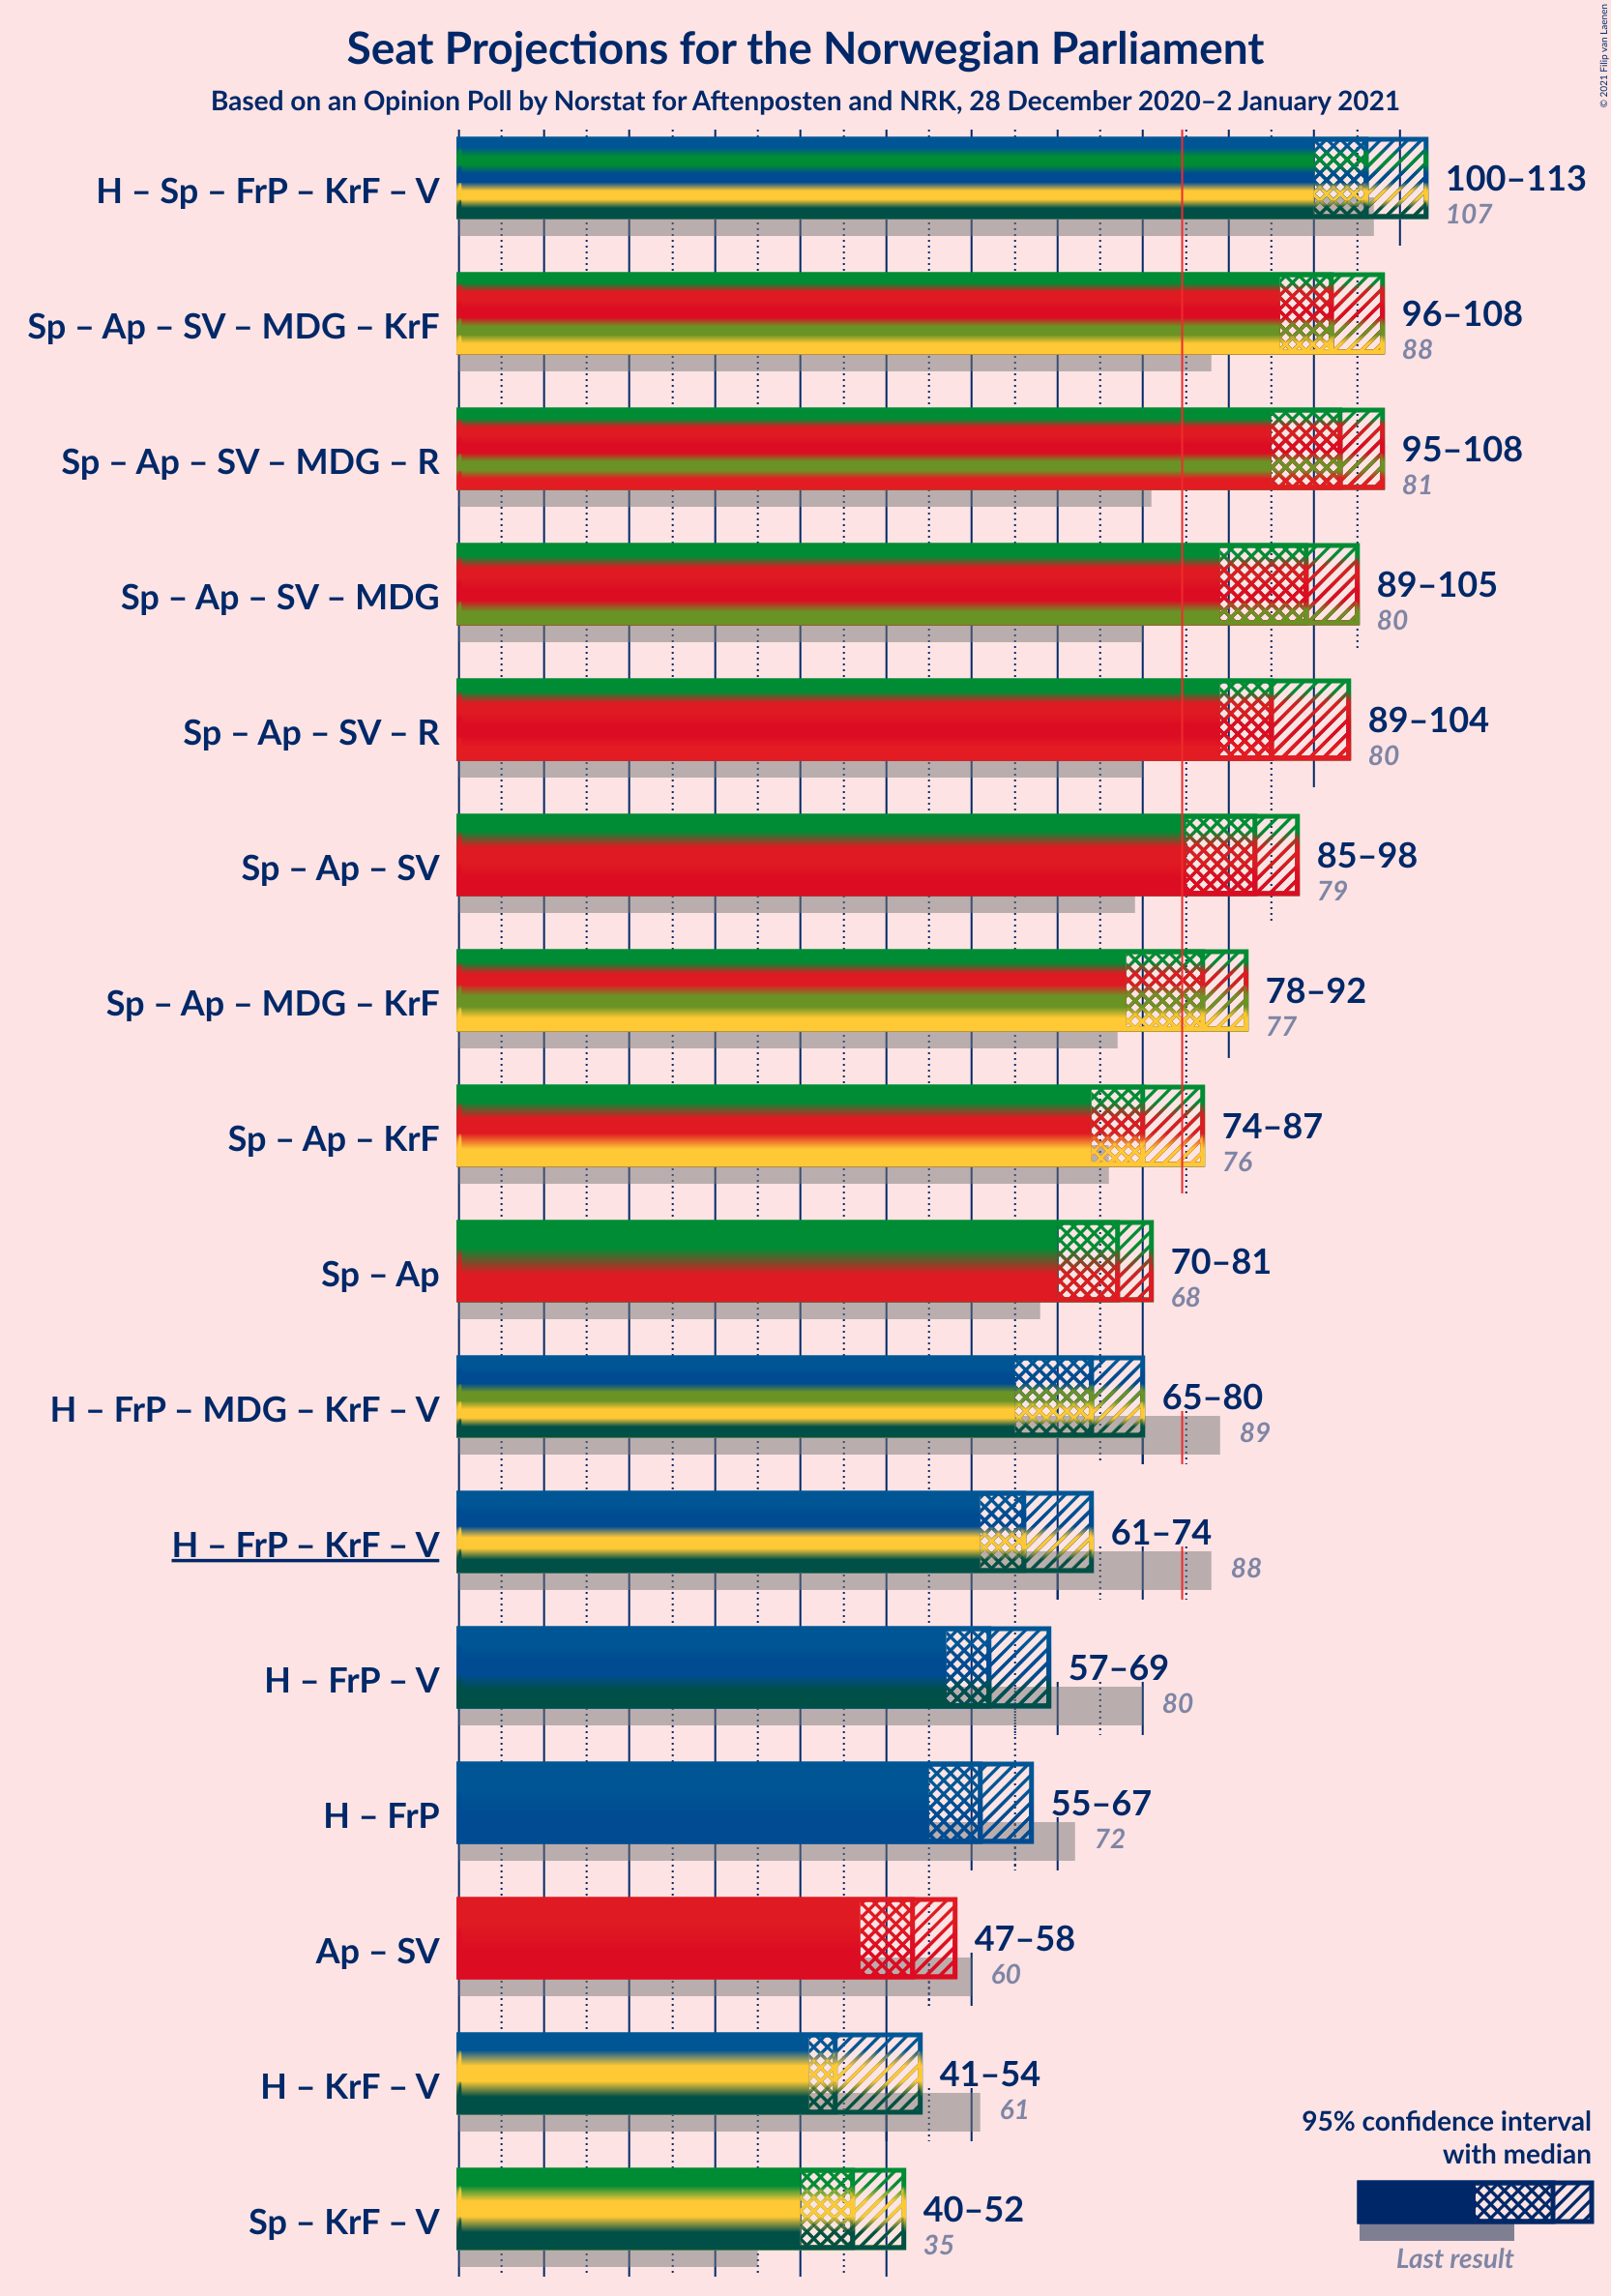 Seat Projections for the Norwegian Parliament
Based on an Opinion Poll by Norstat for Aftenposten and NRK, 28 December 2020–2 January 2021
© 2021 Filip van Laenen
H – Sp – FrP – KrF – V
100–113
107
Sp – Ap – SV – MDG – KrF
96–108
88
Sp – Ap – SV – MDG – R
95–108
81
Sp – Ap – SV – MDG
89–105
80
Sp – Ap – SV – R
89–104
80
Sp – Ap – SV
85–98
79
Sp – Ap – MDG – KrF
78–92
77
Sp – Ap – KrF
74–87
76
Sp – Ap
70–81
68
H – FrP – MDG – KrF – V
65–80
89
H – FrP – KrF – V
61–74
88
H – FrP – V
57–69
80
H – FrP
55–67
72
Ap – SV
47–58
60
H – KrF – V
41–54
61
Sp – KrF – V
40–52
35
95% confidence interval
with median
Last result